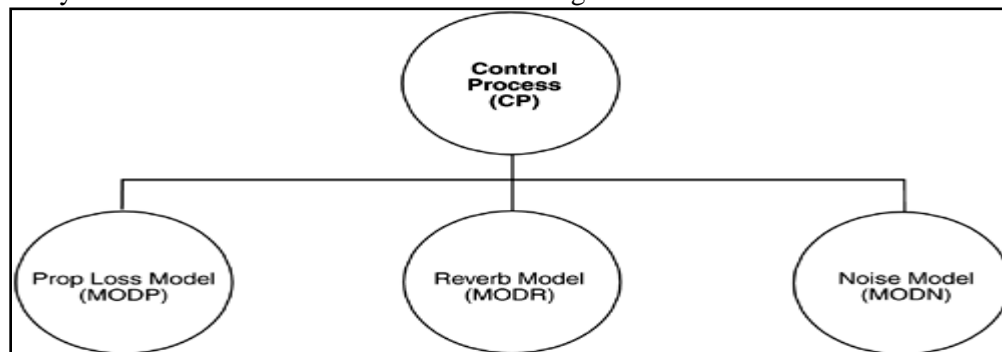 Control
Process
(CP)
Prop Loss Model
(MODP)
Reverb Model
(MODR)
Noise Model
(MODN)